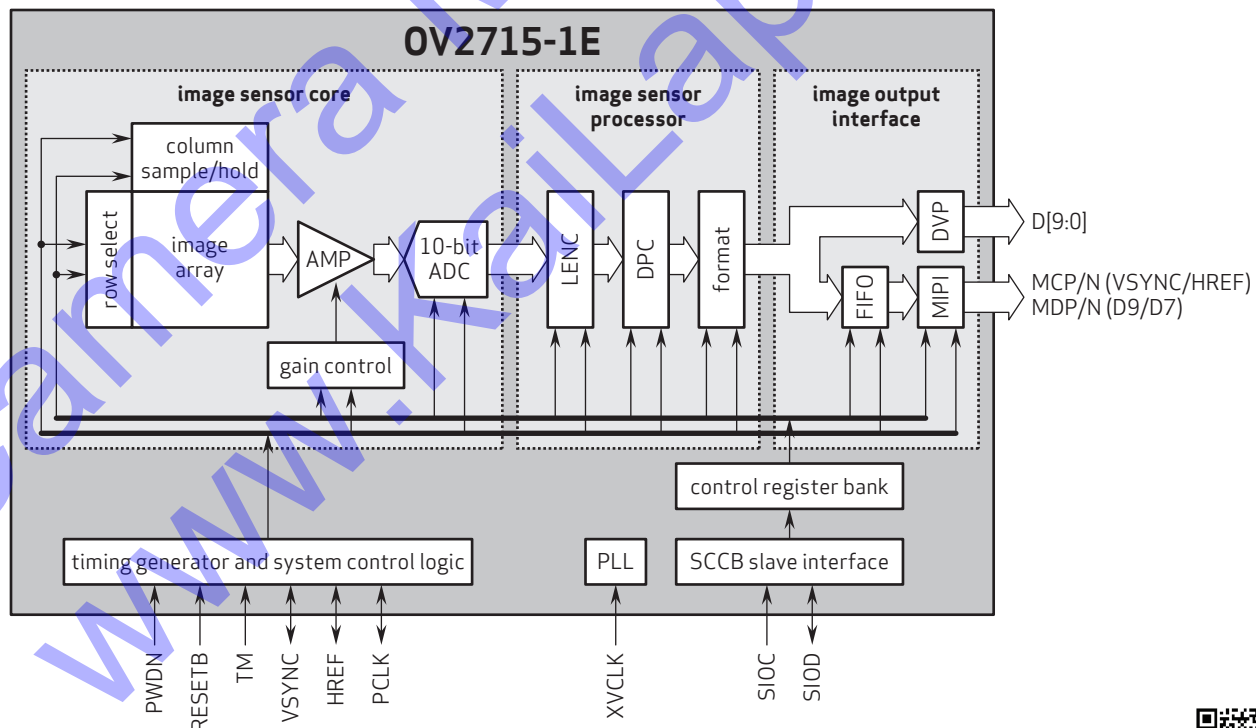 OV2715-1E
image sensor core
image sensor
processor
image output
interface
column
sample/hold
row select
image
array
AMP
10-bit
ADC
gain control
LENC
DPC
format
DVP
FIFO
MIPI
D[9:0]
MCP/N (VSYNC/HREF)
MDP/N (D9/D7)
control register bank
timing generator and system control logic
PLL
SCCB slave interface
PWDN
RESETB
TM
VSYNC
HREF
PCLK
XVCLK
SIOC
SIOD
Camera
www.KaiLap